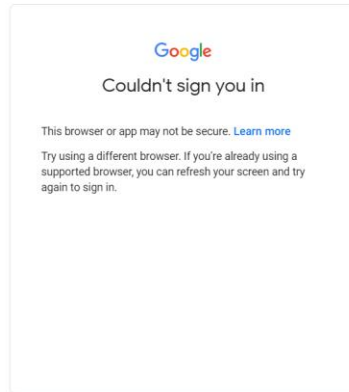 Google
Couldn't sign you in
This browser or app may not be secure. Learn more
Try using a different browser. If you're already using a
supported browser, you can refresh your screen and try
again to sign in.